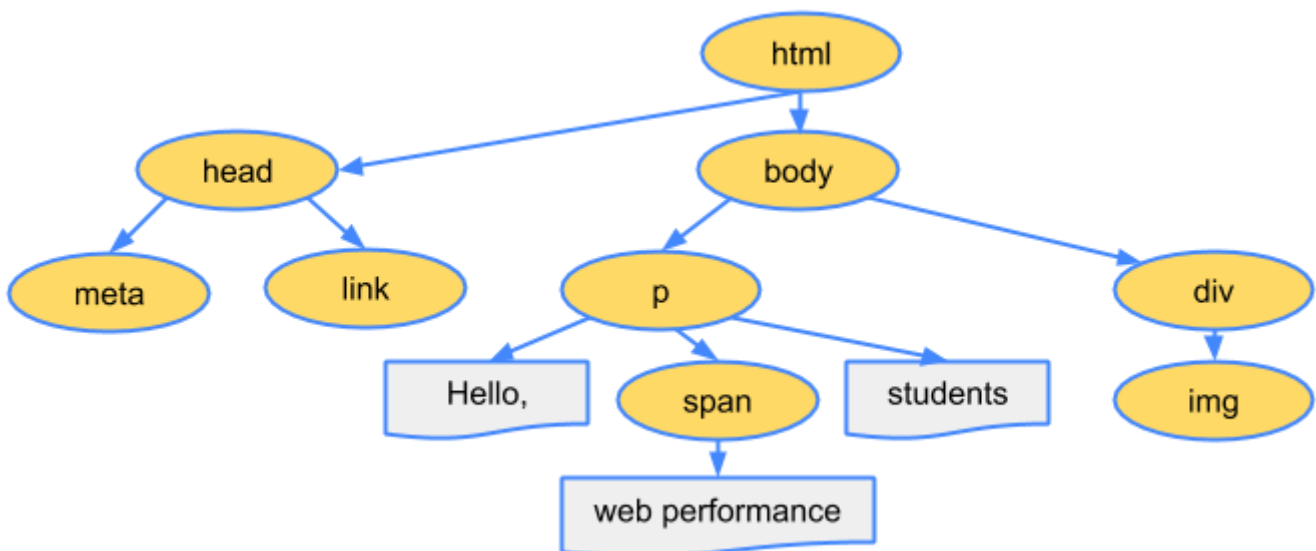 html
head
body
meta
link
p
div
Hello,
span
students
img
web performance